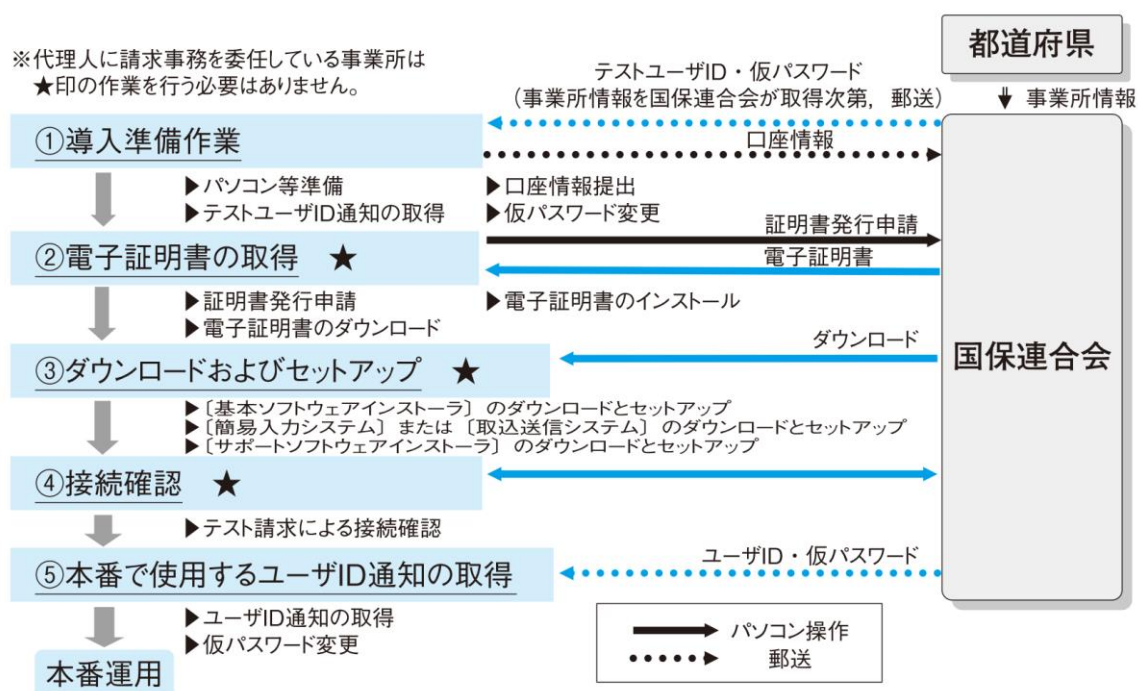 ※代理人に請求事務を委任している事業所は
★印の作業を行う必要はありません。
都道府県
⇓ 事業所情報
テストユーザID・仮パスワード
(事業所情報を国保連合会が取得次第，郵送)
①導入準備作業
口座情報
▶パソコン等準備
▶口座情報提出
▶テストユーザID通知の取得
▶仮パスワード変更
証明書発行申請
②電子証明書の取得 ★
電子証明書
▶証明書発行申請
▶電子証明書のインストール
▶電子証明書のダウンロード
ダウンロード
国保連合会
③ダウンロードおよびセットアップ ★
▶〔基本ソフトウェアインストーラ〕のダウンロードとセットアップ
▶〔簡易入力システム〕または〔取込送信システム〕のダウンロードとセットアップ
▶〔サポートソフトウェアインストーラ〕のダウンロードとセットアップ
④接続確認 ★
▶テスト請求による接続確認
ユーザID・仮パスワード
⑤本番で使用するユーザID通知の取得
▶ユーザID通知の取得
▶仮パスワード変更
パソコン操作
郵送
本番運用